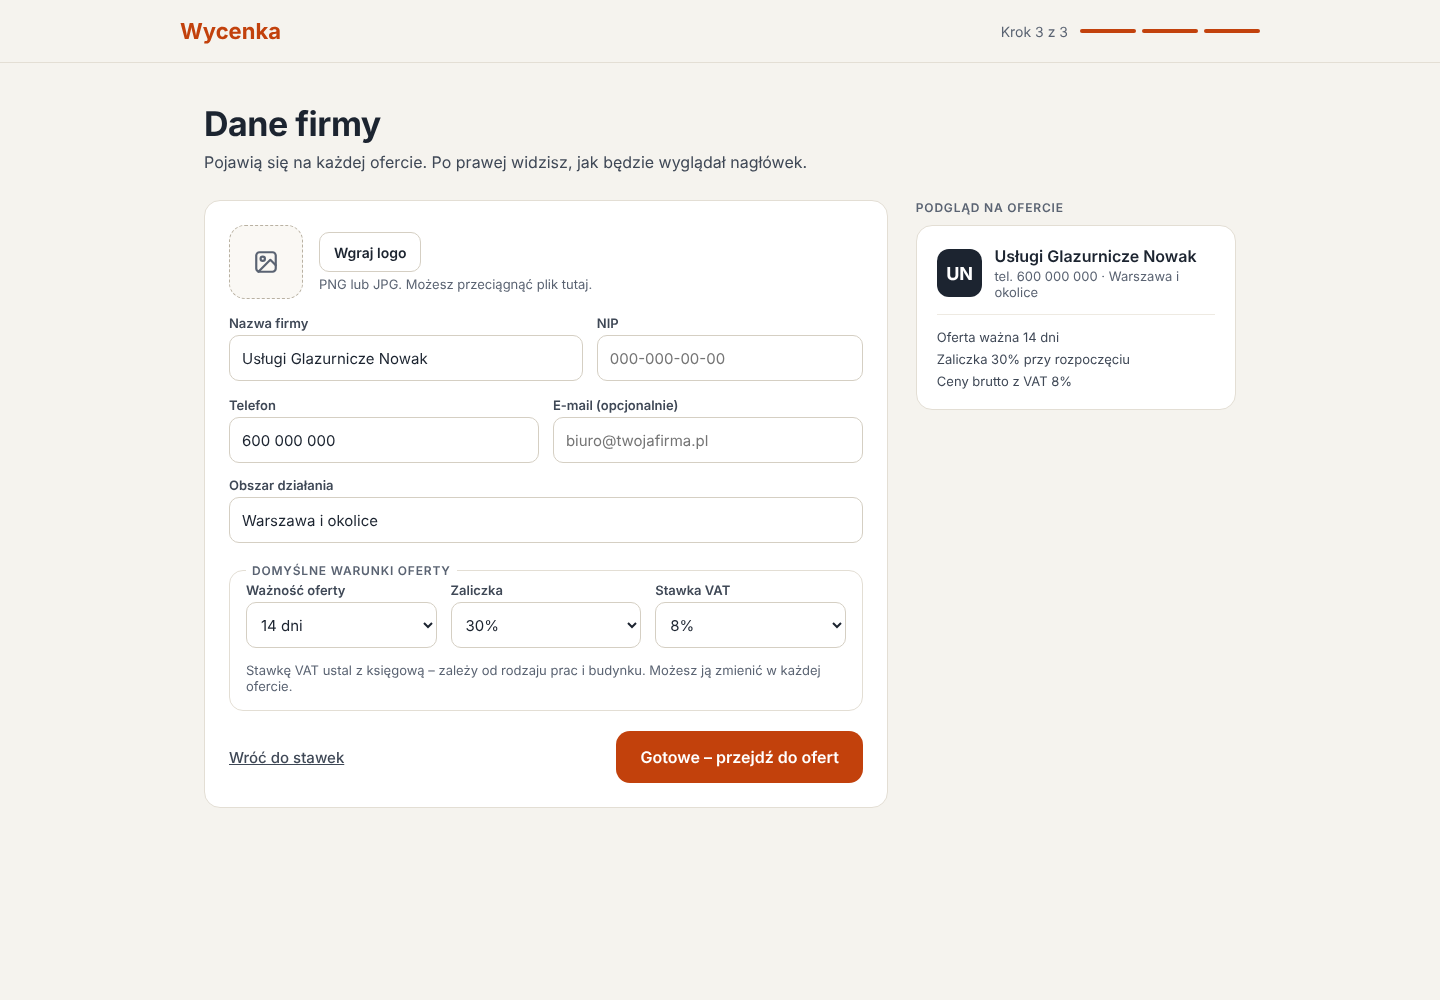 Wycenka
Krok 3 z 3
Dane firmy
Pojawią się na każdej ofercie. Po prawej widzisz, jak będzie wyglądał nagłówek.
Wgraj logo
PNG lub JPG. Możesz przeciągnąć plik tutaj.
Nazwa firmy
Usługi Glazurnicze Nowak
NIP
000-000-00-00
Telefon
600 000 000
E-mail (opcjonalnie)
biuro@twojafirma.pl
Obszar działania
Warszawa i okolice
DOMYŚLNE WARUNKI OFERTY
Ważność oferty
14 dni
Zaliczka
30%
Stawka VAT
8%
Stawkę VAT ustal z księgową – zależy od rodzaju prac i budynku. Możesz ją zmienić w każdej
ofercie.
Wróć do stawek
Gotowe – przejdź do ofert
PODGLĄD NA OFERCIE
UN
Usługi Glazurnicze Nowak
tel. 600 000 000 · Warszawa i
okolice
Oferta ważna 14 dni
Zaliczka 30% przy rozpoczęciu
Ceny brutto z VAT 8%